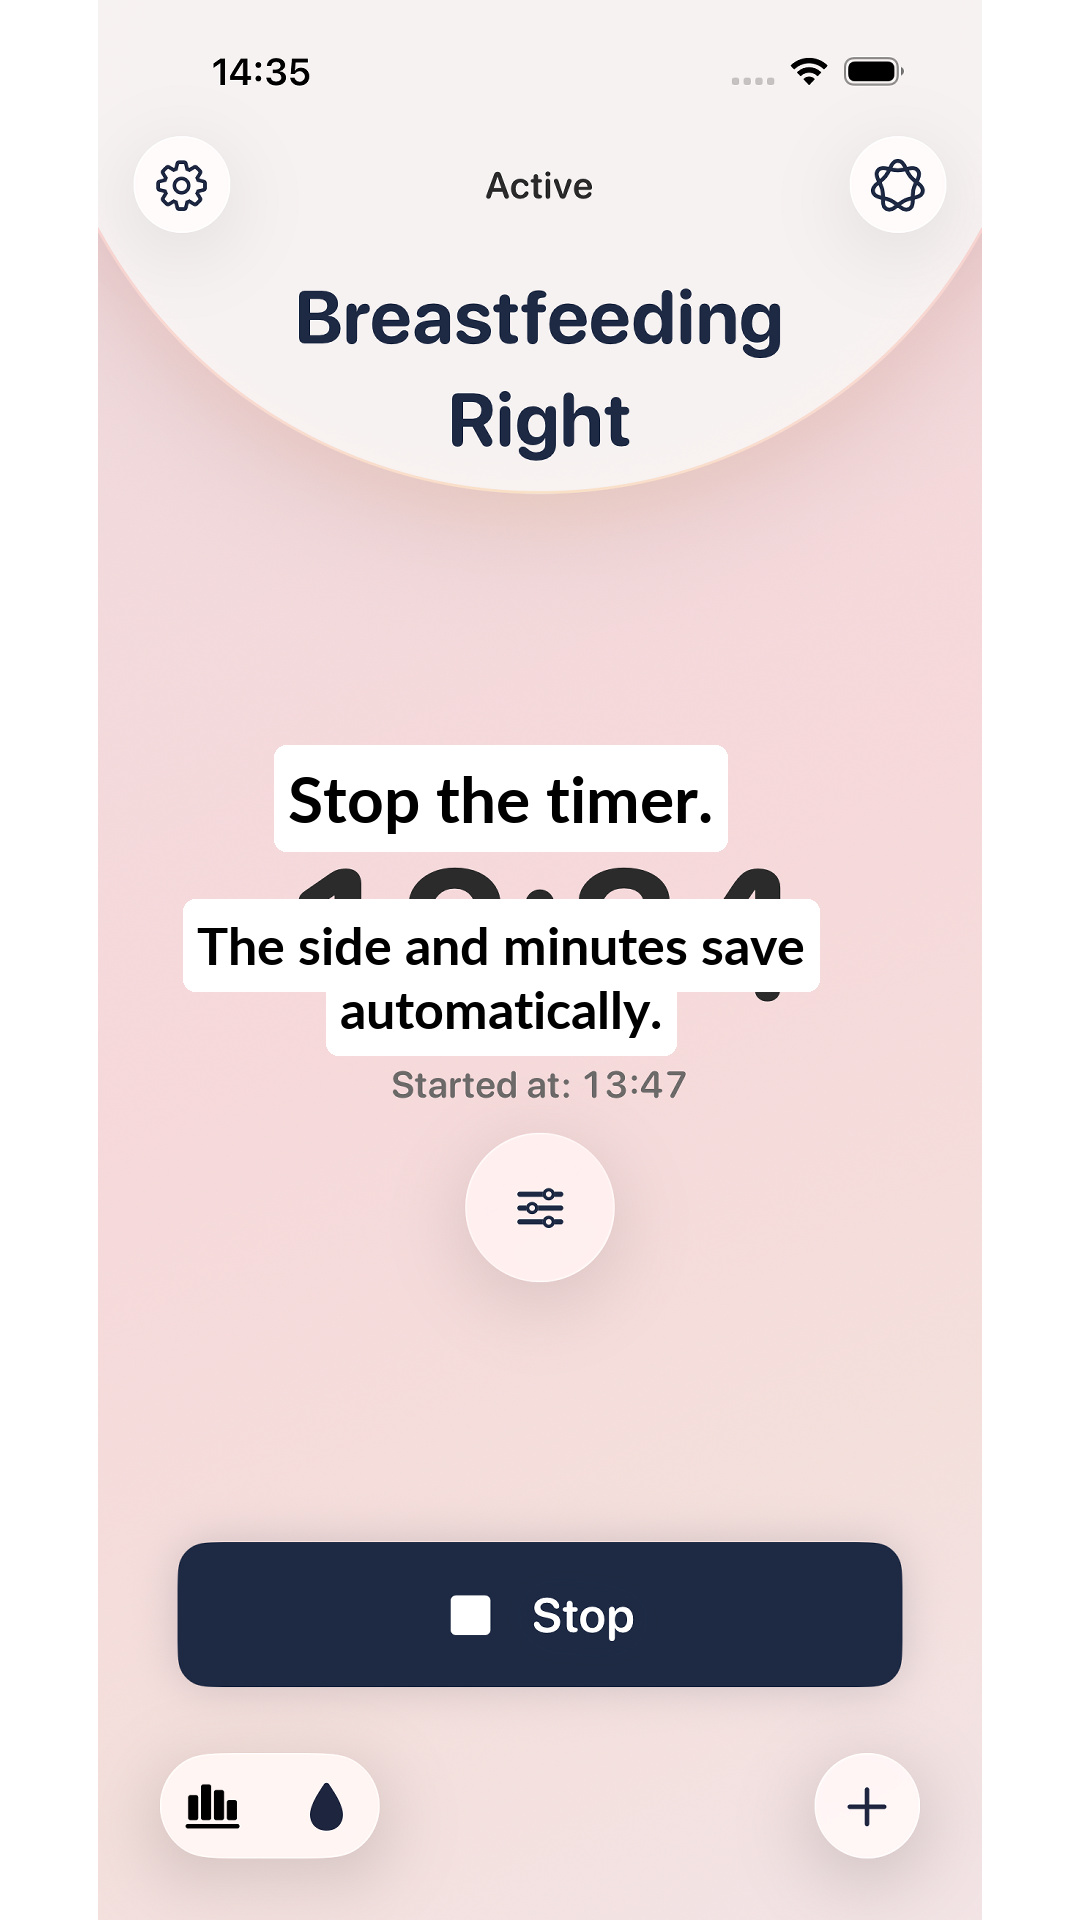 14:35
Active
Breastfeeding
Right
Stop the timer.
The side and minutes save
automatically.
Started at: 13:47
Stop